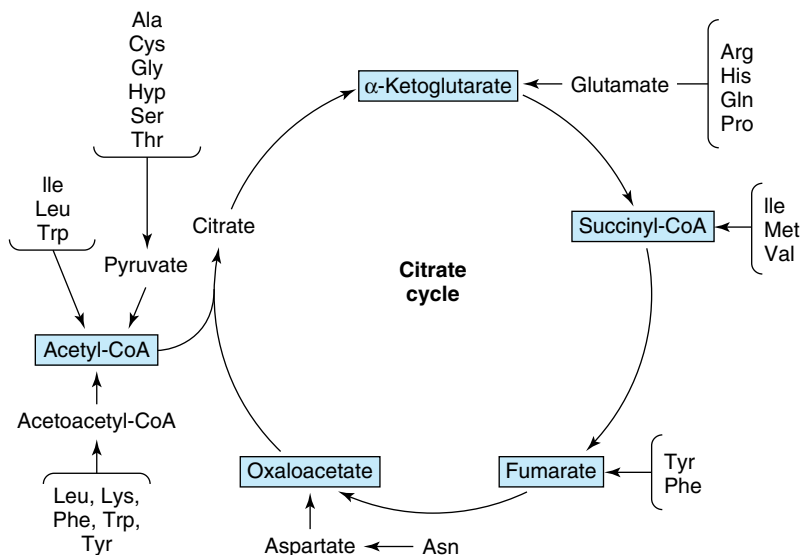 Ala
Cys
Gly
Hyp
Ser
Thr
α-Ketoglutarate
Glutamate
Arg
His
Gln
Pro
Ile
Leu
Trp
Citrate
Pyruvate
Succinyl-CoA
Ile
Met
Val
Citrate
cycle
Acetyl-CoA
Acetoacetyl-CoA
Leu, Lys,
Phe, Trp,
Tyr
Oxaloacetate
Fumarate
Tyr
Phe
Aspartate
Asn